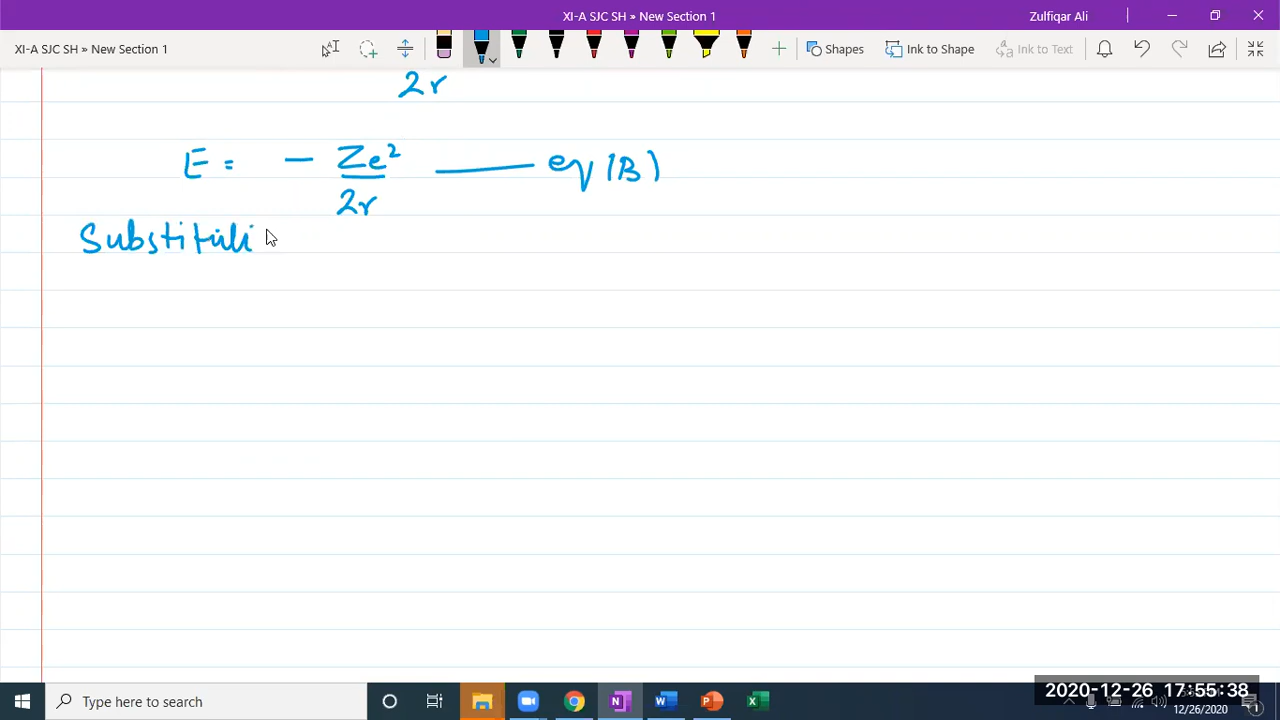 XI-A SJC SH » New Section 1
Zulfiqar Ali
XI-A SJC SH » New Section 1
Shapes
Ink to Shape
Ink to Text
2r
E = - Ze²
eq (B)
2r
Substituti
Type here to search
2020-12-26 17:55:38
12/26/2020